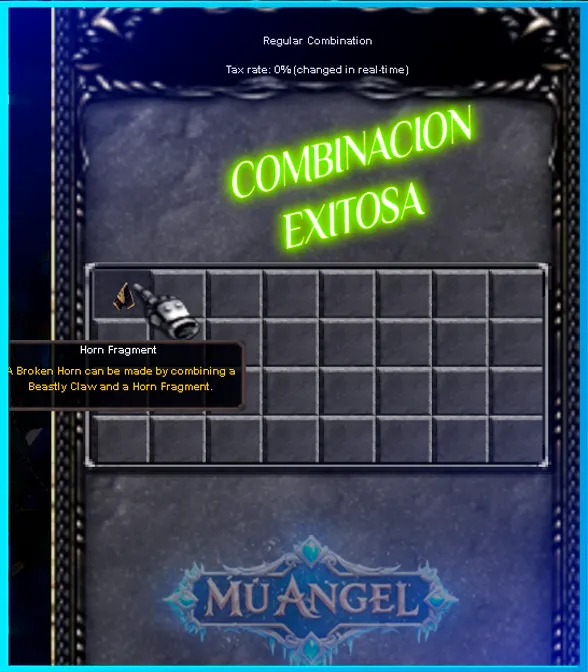 Regular Combination
Tax rate: 0% (changed in real-time)
COMBINACION
EXITOSA
Horn Fragment
A Broken Horn can be made by combining a
Beastly Claw and a Horn Fragment.
MÚ ANGEL